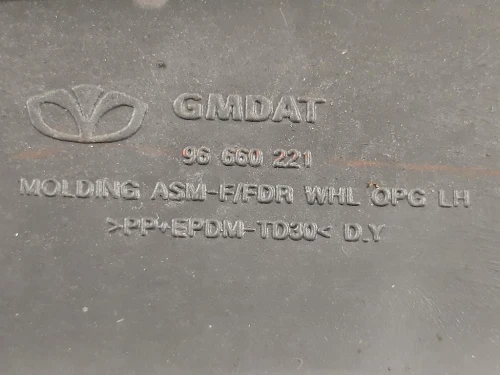 GMDAT
96 660 221
MOLDING ASM-F/FDR WHL OPG LH
>PP+EPDM-TD30< D.Y